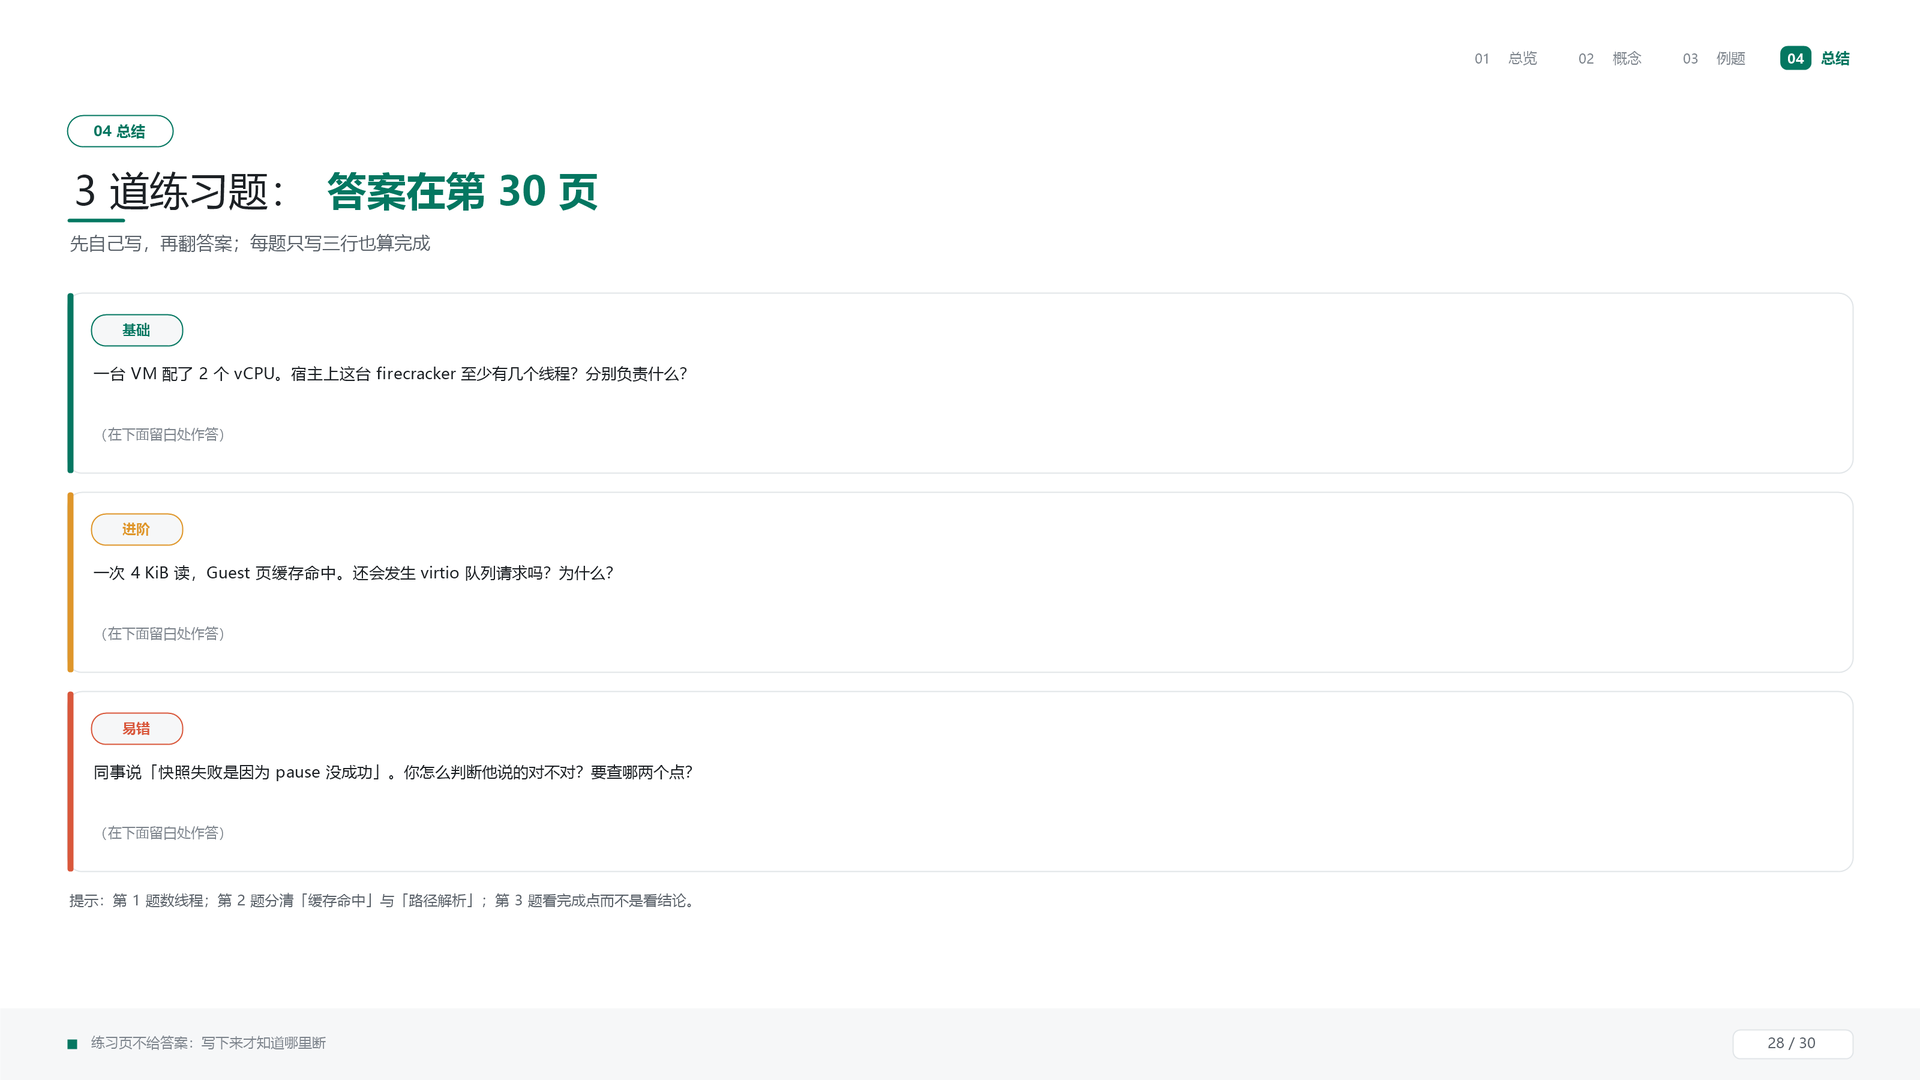 01 总览 02 概念 03 例题 04 总结
04 总结
3 道练习题： 答案在第 30 页
先自己写，再翻答案；每题只写三行也算完成
基础
一台 VM 配了 2 个 vCPU。宿主上这台 firecracker 至少有几个线程？分别负责什么？
（在下面留白处作答）
进阶
一次 4 KiB 读，Guest 页缓存命中。还会发生 virtio 队列请求吗？为什么？
（在下面留白处作答）
易错
同事说「快照失败是因为 pause 没成功」。你怎么判断他说的对不对？要查哪两个点？
（在下面留白处作答）
提示：第 1 题数线程；第 2 题分清「缓存命中」与「路径解析」；第 3 题看完成点而不是看结论。
练习页不给答案：写下来才知道哪里断
28 / 30